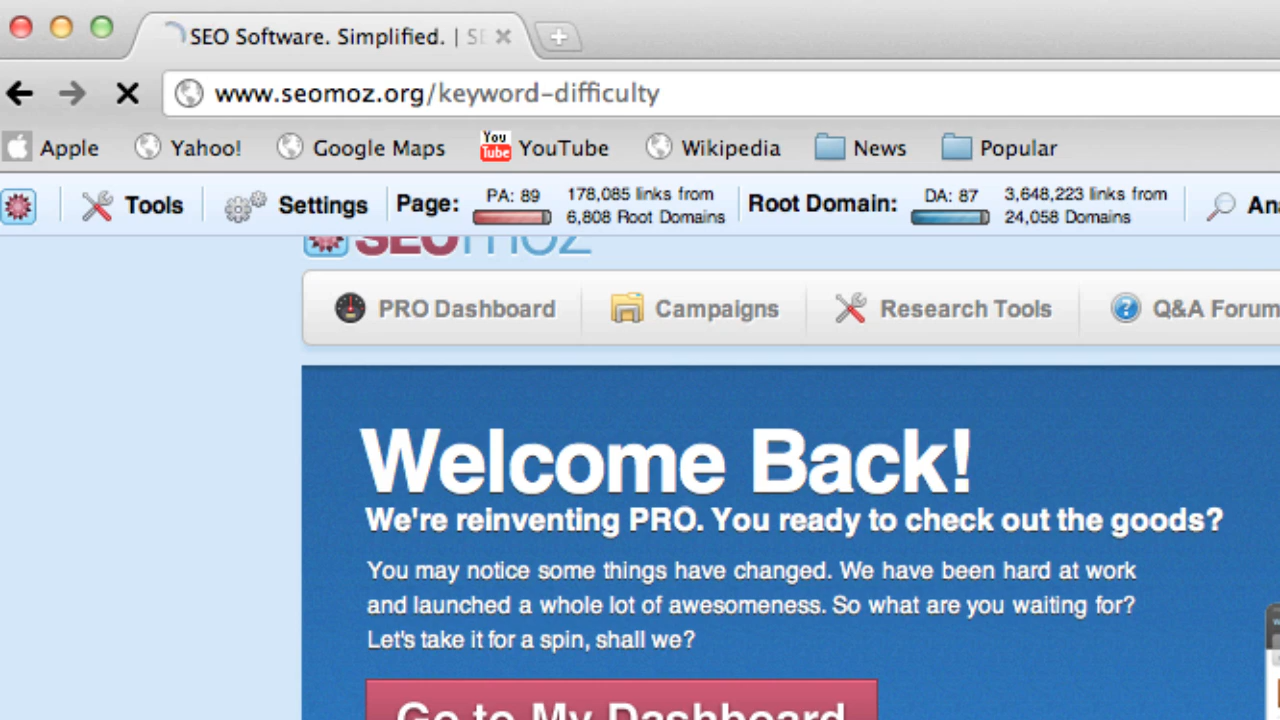 SEO Software. Simplified. | SE
www.seomoz.org/keyword-difficulty
Apple Yahoo! Google Maps You Tube YouTube Wikipedia News Popular
Tools Settings Page: PA: 89 178,085 links from 6,808 Root Domains Root Domain: DA: 87 3,648,223 links from 24,058 Domains
SEOmoz
PRO Dashboard Campaigns Research Tools Q&A Forum
Welcome Back!
We're reinventing PRO. You ready to check out the goods?
You may notice some things have changed. We have been hard at work
and launched a whole lot of awesomeness. So what are you waiting for?
Let's take it for a spin, shall we?
Go to My Dashboard